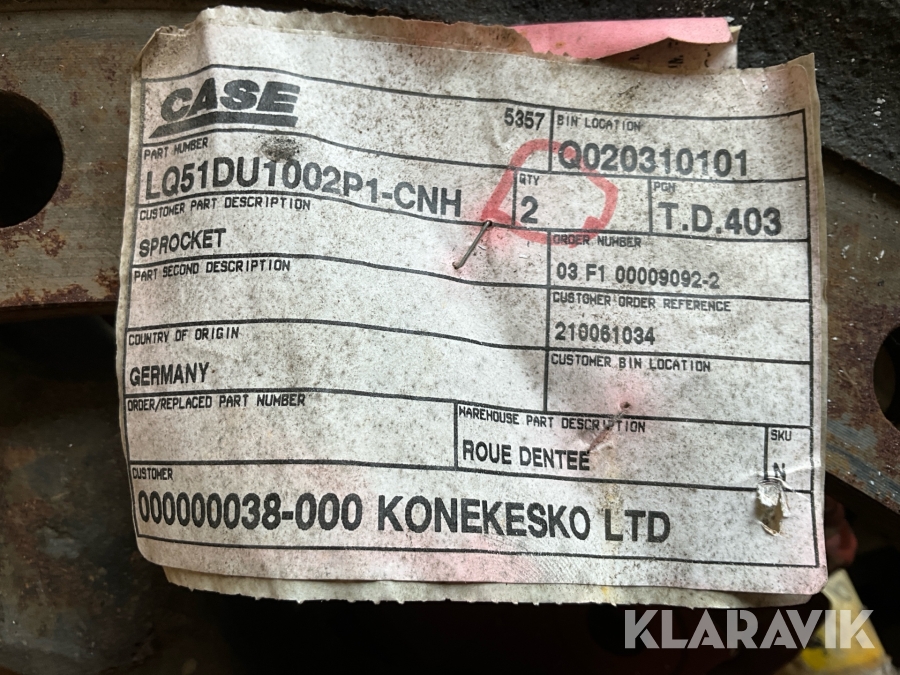 CASE
5357
BIN LOCATION
Q020310101
PART NUMBER
LQ51DU1002P1-CNH
QTY
2
PGN
T.D.403
CUSTOMER PART DESCRIPTION
SPROCKET
ORDER NUMBER
03 F1 00009092-2
PART SECOND DESCRIPTION
CUSTOMER ORDER REFERENCE
210061034
COUNTRY OF ORIGIN
GERMANY
CUSTOMER BIN LOCATION
ORDER/REPLACED PART NUMBER
WAREHOUSE PART DESCRIPTION
ROUE DENTEE
SKU
N
CUSTOMER
000000038-000 KONEKESKO LTD
KLARAVIK